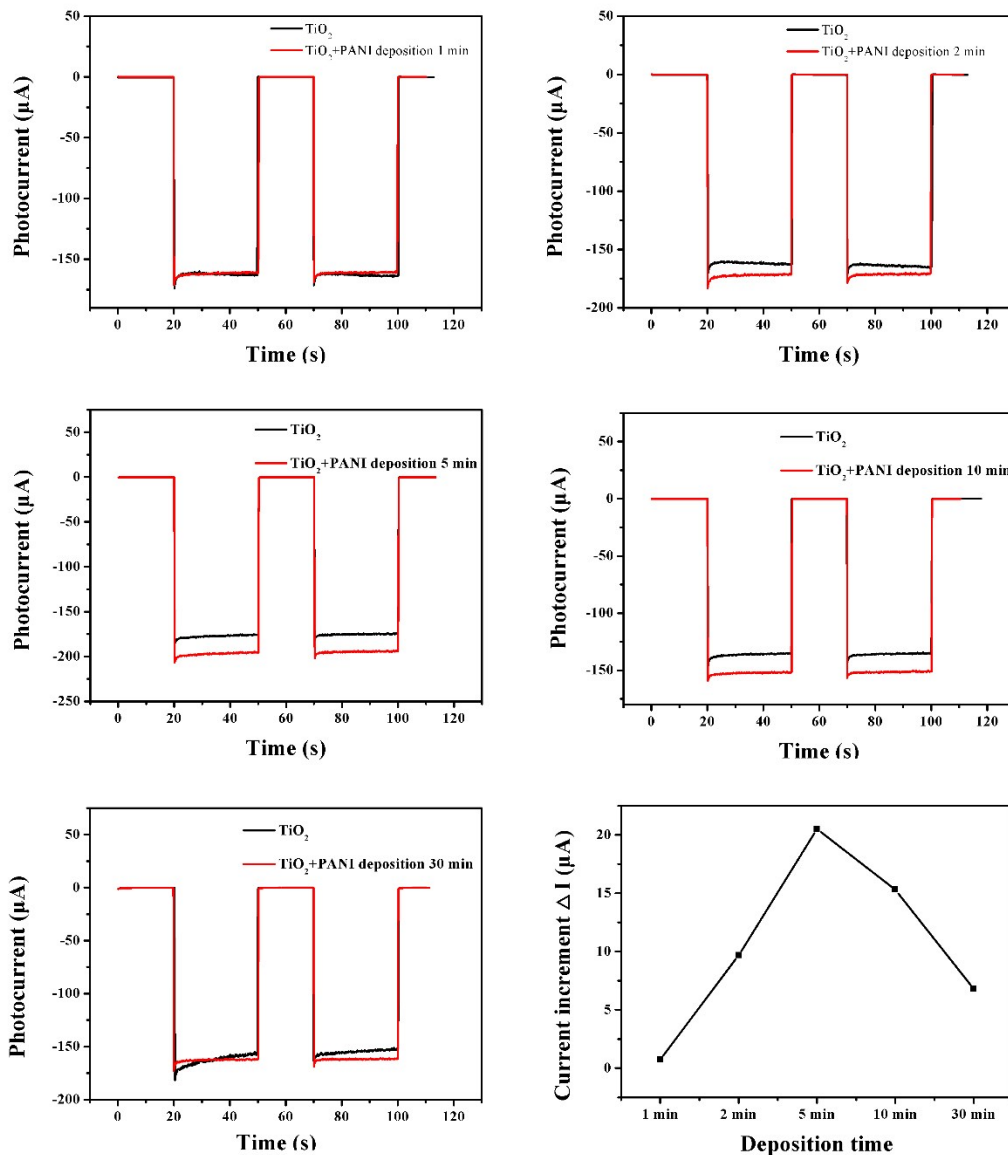 50
0
-50
-100
-150
Photocurrent (μA)
TiO₂
TiO₂+PANI deposition 1 min
0 20 40 60 80 100 120
Time (s)
50
0
-50
-100
-150
-200
Photocurrent (μA)
TiO₂
TiO₂+PANI deposition 2 min
0 20 40 60 80 100 120
Time (s)
50
0
-50
-100
-150
-200
-250
Photocurrent (μA)
TiO₂
TiO₂+PANI deposition 5 min
0 20 40 60 80 100 120
Time (s)
50
0
-50
-100
-150
Photocurrent (μA)
TiO₂
TiO₂+PANI deposition 10 min
0 20 40 60 80 100 120
Time (s)
50
0
-50
-100
-150
-200
Photocurrent (μA)
TiO₂
TiO₂+PANI deposition 30 min
0 20 40 60 80 100 120
Time (s)
20
15
10
5
0
Current increment △ I (μA)
1 min 2 min 5 min 10 min 30 min
Deposition time